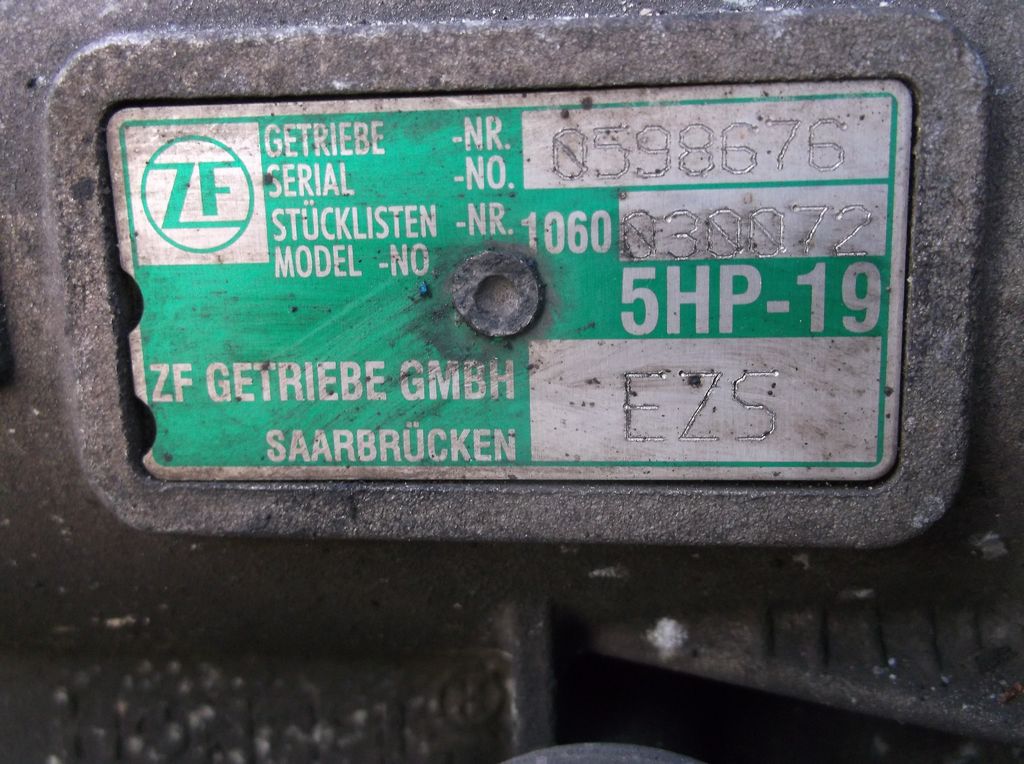 ZF
GETRIEBE -NR. 0598676
SERIAL -NO.
STÜCKLISTEN -NR. 1060 030072
MODEL -NO
5HP-19
ZF GETRIEBE GMBH
EZS
SAARBRÜCKEN